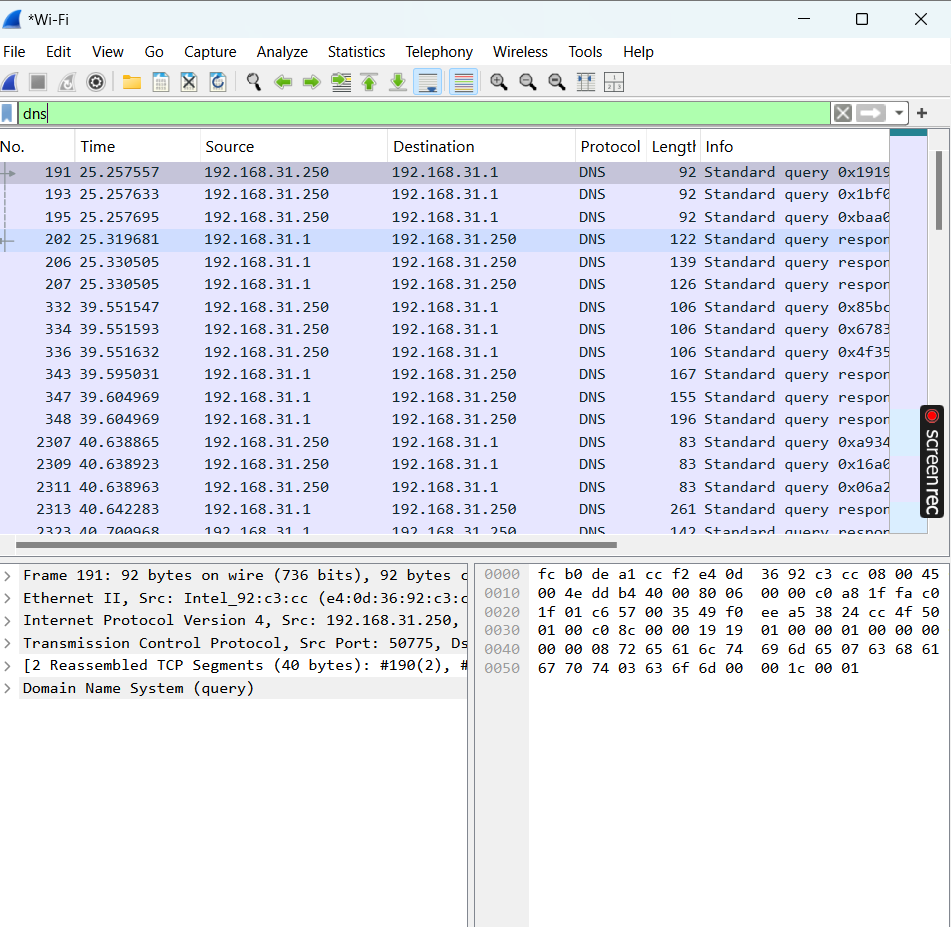 *Wi-Fi
File Edit View Go Capture Analyze Statistics Telephony Wireless Tools Help
dns
No. Time Source Destination Protocol Length Info
191 25.257557 192.168.31.250 192.168.31.1 DNS 92 Standard query 0x1919
193 25.257633 192.168.31.250 192.168.31.1 DNS 92 Standard query 0x1bf0
195 25.257695 192.168.31.250 192.168.31.1 DNS 92 Standard query 0xbaa0
202 25.319681 192.168.31.1 192.168.31.250 DNS 122 Standard query respon
206 25.330505 192.168.31.1 192.168.31.250 DNS 139 Standard query respon
207 25.330505 192.168.31.1 192.168.31.250 DNS 126 Standard query respon
332 39.551547 192.168.31.250 192.168.31.1 DNS 106 Standard query 0x85bc
334 39.551593 192.168.31.250 192.168.31.1 DNS 106 Standard query 0x6783
336 39.551632 192.168.31.250 192.168.31.1 DNS 106 Standard query 0x4f35
343 39.595031 192.168.31.1 192.168.31.250 DNS 167 Standard query respon
347 39.604969 192.168.31.1 192.168.31.250 DNS 155 Standard query respon
348 39.604969 192.168.31.1 192.168.31.250 DNS 196 Standard query respon
2307 40.638865 192.168.31.250 192.168.31.1 DNS 83 Standard query 0xa934
2309 40.638923 192.168.31.250 192.168.31.1 DNS 83 Standard query 0x16a0
2311 40.638963 192.168.31.250 192.168.31.1 DNS 83 Standard query 0x06a2
2313 40.642283 192.168.31.1 192.168.31.250 DNS 261 Standard query respon
2323 40.700968 192.168.31.1 192.168.31.250 DNS 142 Standard query respon
screenrec
Frame 191: 92 bytes on wire (736 bits), 92 bytes c
Ethernet II, Src: Intel_92:c3:cc (e4:0d:36:92:c3:c
Internet Protocol Version 4, Src: 192.168.31.250,
Transmission Control Protocol, Src Port: 50775, Ds
[2 Reassembled TCP Segments (40 bytes): #190(2), #
Domain Name System (query)
0000 fc b0 de a1 cc f2 e4 0d 36 92 c3 cc 08 00 45
0010 00 4e dd b4 40 00 80 06 00 00 c0 a8 1f fa c0
0020 1f 01 c6 57 00 35 49 f0 ee a5 38 24 cc 4f 50
0030 01 00 c0 8c 00 00 19 19 01 00 00 01 00 00 00
0040 00 00 08 72 65 61 6c 74 69 6d 65 07 63 68 61
0050 67 70 74 03 63 6f 6d 00 00 1c 00 01